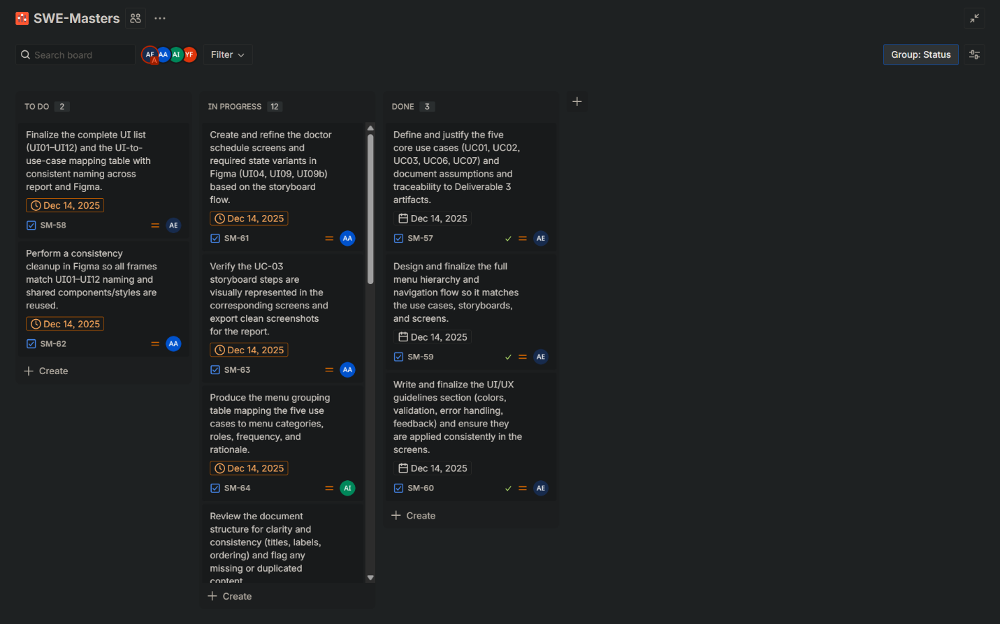 SWE-Masters
Search board
AE
A
AA
AI
YF
Filter
Group: Status
TO DO 2
Finalize the complete UI list
(UI01–UI12) and the UI-to-
use-case mapping table with
consistent naming across
report and Figma.
Dec 14, 2025
SM-58
AE
Perform a consistency
cleanup in Figma so all frames
match UI01–UI12 naming and
shared components/styles are
reused.
Dec 14, 2025
SM-62
AA
Create
IN PROGRESS 12
Create and refine the doctor
schedule screens and
required state variants in
Figma (UI04, UI09, UI09b)
based on the storyboard
flow.
Dec 14, 2025
SM-61
AA
Verify the UC-03
storyboard steps are
visually represented in the
corresponding screens and
export clean screenshots
for the report.
Dec 14, 2025
SM-63
AA
Produce the menu grouping
table mapping the five use
cases to menu categories,
roles, frequency, and
rationale.
Dec 14, 2025
SM-64
AI
Review the document
structure for clarity and
consistency (titles, labels,
ordering) and flag any
missing or duplicated
content
Create
DONE 3
Define and justify the five
core use cases (UC01, UC02,
UC03, UC06, UC07) and
document assumptions and
traceability to Deliverable 3
artifacts.
Dec 14, 2025
SM-57
AE
Design and finalize the full
menu hierarchy and
navigation flow so it matches
the use cases, storyboards,
and screens.
Dec 14, 2025
SM-59
AE
Write and finalize the UI/UX
guidelines section (colors,
validation, error handling,
feedback) and ensure they
are applied consistently in the
screens.
Dec 14, 2025
SM-60
AE
Create